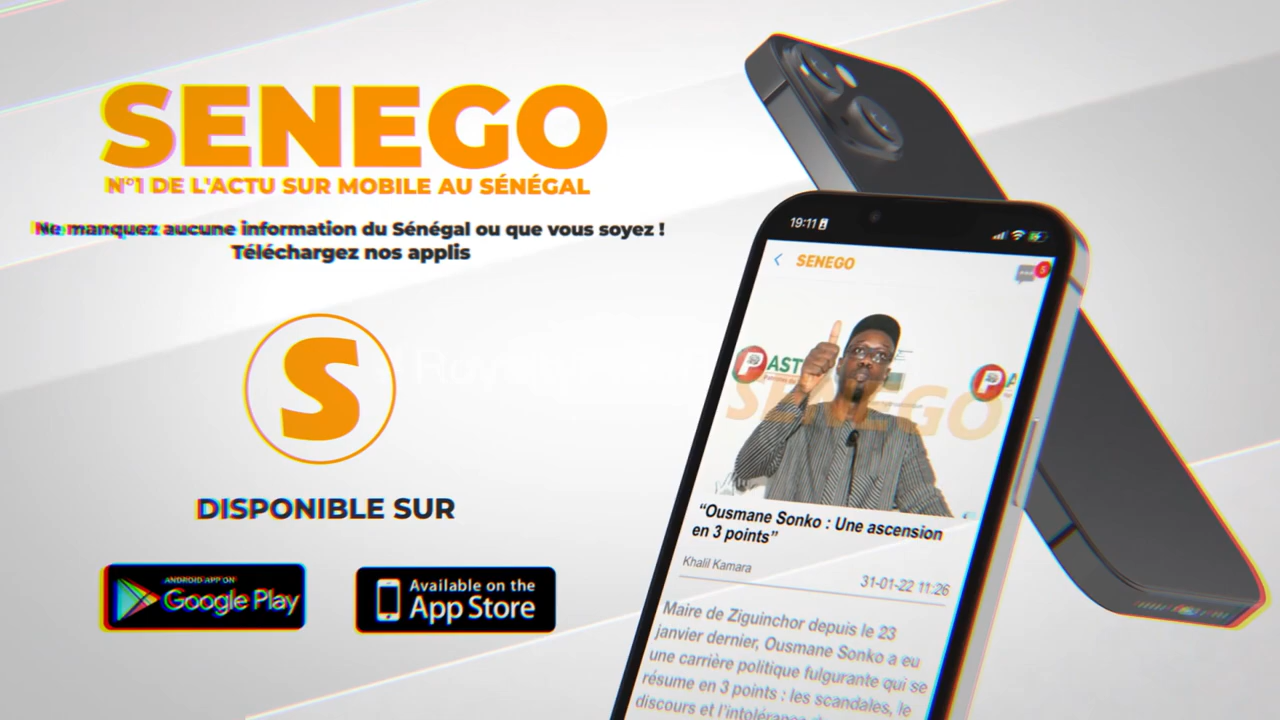 SENEGO
N°1 DE L'ACTU SUR MOBILE AU SÉNÉGAL
Ne manquez aucune information du Sénégal ou que vous soyez !
Téléchargez nos applis
S
DISPONIBLE SUR
ANDROID APP ON
Google Play
Available on the
App Store
19:11
SENEGO
5
PAST
SENEGO
“Ousmane Sonko : Une ascension
en 3 points”
Khalil Kamara
31-01-22 11:26
Maire de Ziguinchor depuis le 23
janvier dernier, Ousmane Sonko a eu
une carrière politique fulgurante qui se
résume en 3 points : les scandales, le
discours et l'intolérance